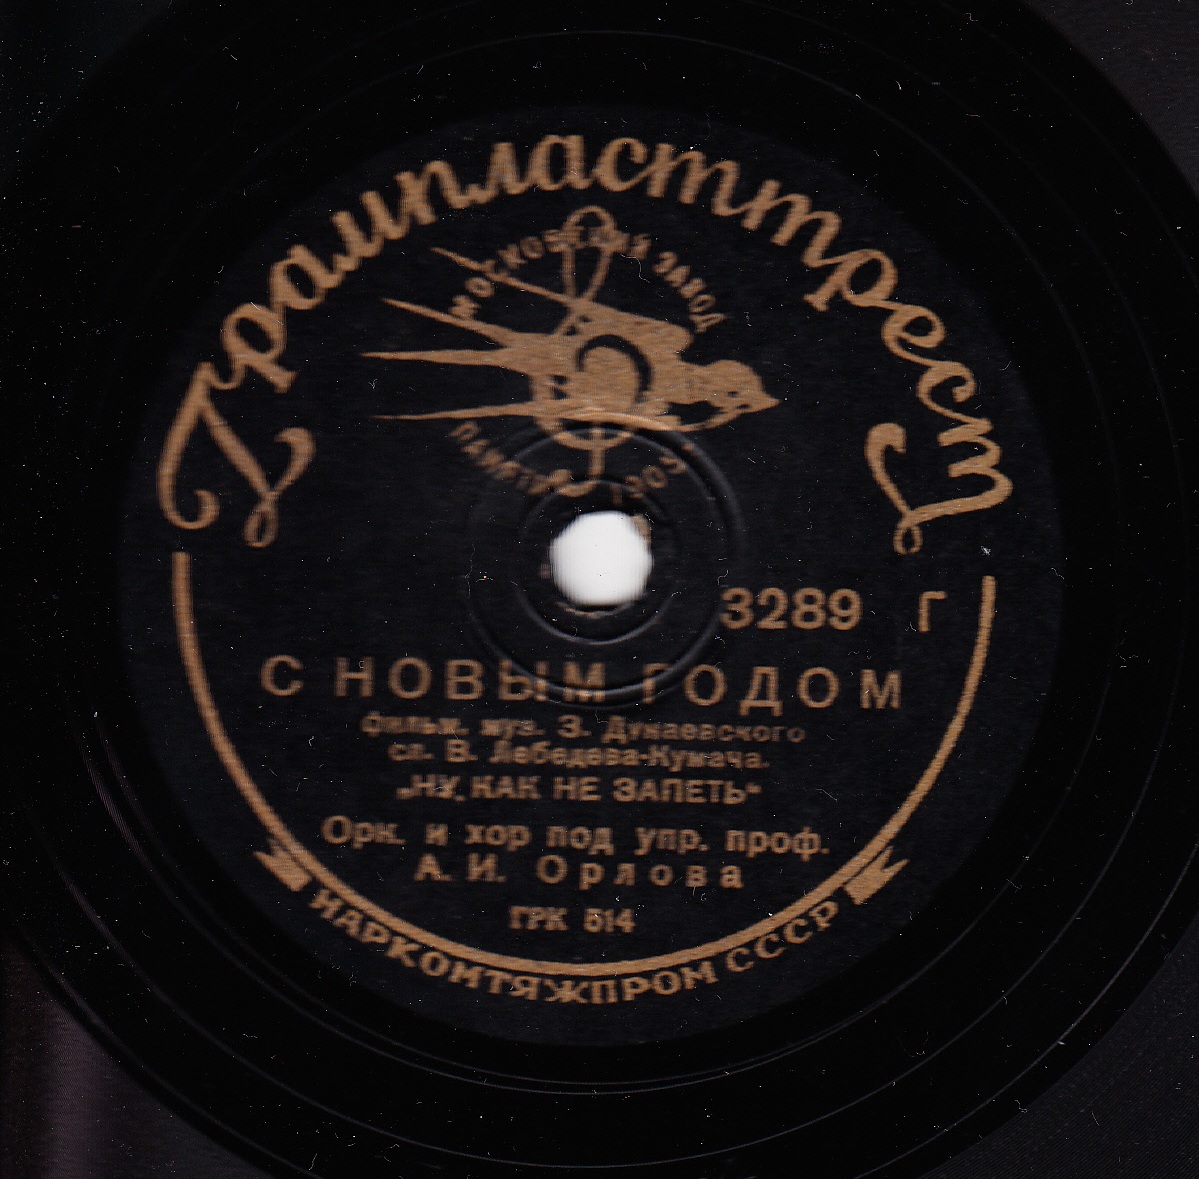 Грампласттрест
МОСКОВСКИЙ ЗАВОД
ПАМЯТИ 1905 г.
3289 Г
С НОВЫМ ГОДОМ
фильм. муз. З. Дунаевского
сл. В. Лебедева-Кумача.
„НУ, КАК НЕ ЗАПЕТЬ"
Орк. и хор под упр. проф.
А. И. Орлова
ГРК 514
НАРКОМТЯЖПРОМ СССР